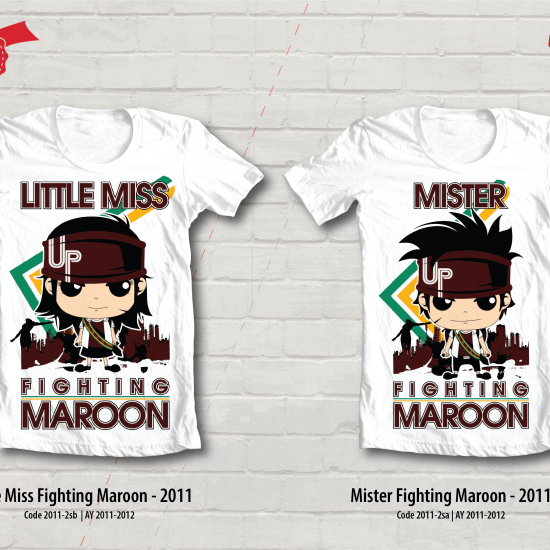 LITTLE MISS
UP
FIGHTING
MAROON
MISTER
UP
FIGHTING
MAROON
Miss Fighting Maroon - 2011
Code 2011-2sb | AY 2011-2012
Mister Fighting Maroon - 2011
Code 2011-2sa | AY 2011-2012